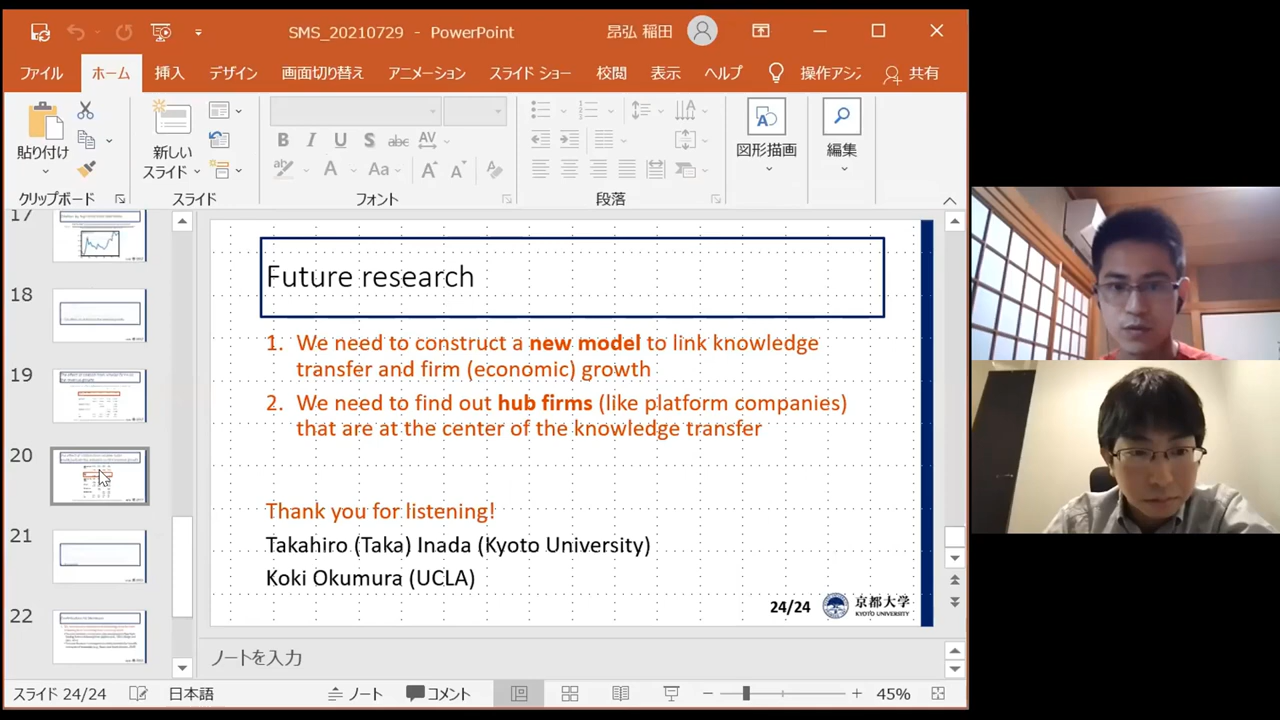 SMS_20210729 - PowerPoint
昂弘 稲田
ファイル
ホーム
挿入
デザイン
画面切り替え
アニメーション
スライド ショー
校閲
表示
ヘルプ
操作アシ
共有
貼り付け
新しい
スライド
図形描画
編集
クリップボード
スライド
フォント
段落
17
18
19
20
21
22
Future research
1. We need to construct a new model to link knowledge
transfer and firm (economic) growth
2. We need to find out hub firms (like platform companies)
that are at the center of the knowledge transfer
Thank you for listening!
Takahiro (Taka) Inada (Kyoto University)
Koki Okumura (UCLA)
24/24
京都大学
KYOTO UNIVERSITY
ノートを入力
スライド 24/24
日本語
ノート
コメント
45%